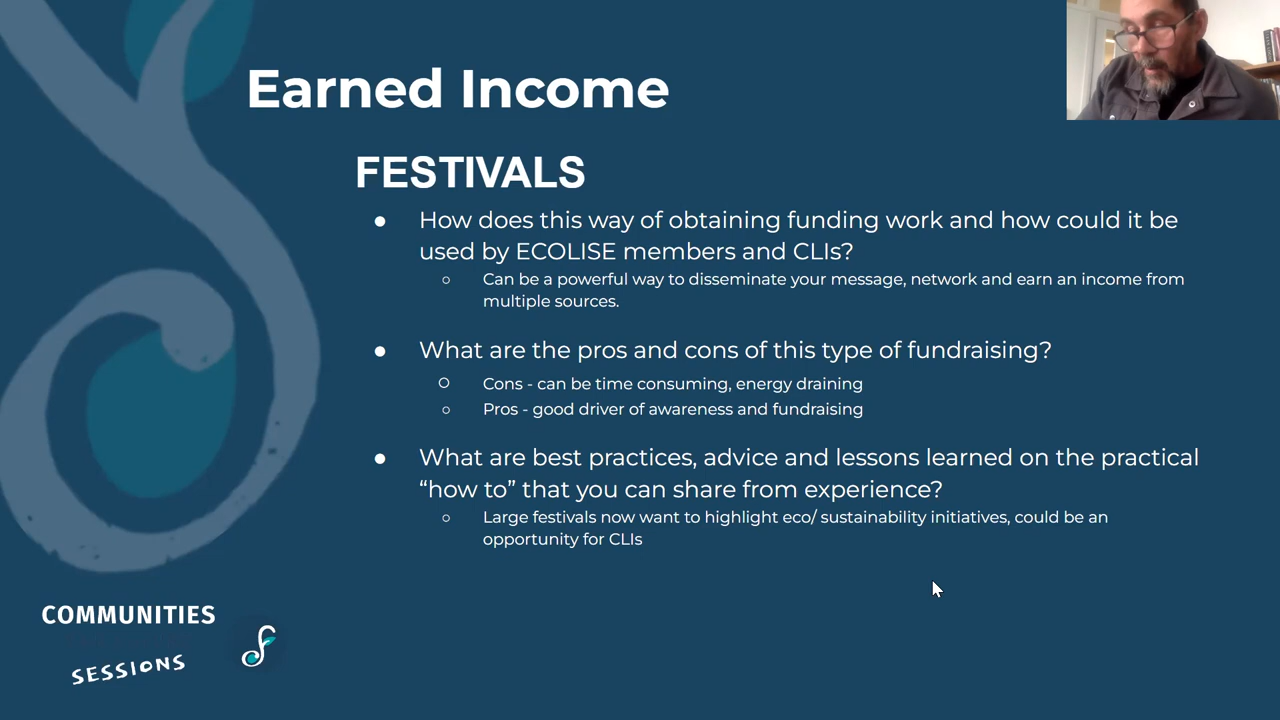 Earned Income
FESTIVALS
● How does this way of obtaining funding work and how could it be
used by ECOLISE members and CLIs?
○ Can be a powerful way to disseminate your message, network and earn an income from
multiple sources.
● What are the pros and cons of this type of fundraising?
○ Cons - can be time consuming, energy draining
○ Pros - good driver of awareness and fundraising
● What are best practices, advice and lessons learned on the practical
“how to” that you can share from experience?
○ Large festivals now want to highlight eco/ sustainability initiatives, could be an
opportunity for CLIs
COMMUNITIES
SESSIONS